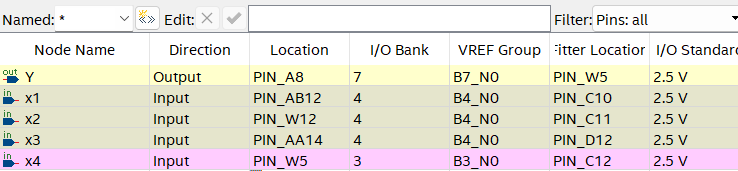 Named: * «» Edit: Filter: Pins: all
Node Name Direction Location I/O Bank VREF Group Fitter Location I/O Standard
out Y Output PIN_A8 7 B7_N0 PIN_W5 2.5 V
in x1 Input PIN_AB12 4 B4_N0 PIN_C10 2.5 V
in x2 Input PIN_W12 4 B4_N0 PIN_C11 2.5 V
in x3 Input PIN_AA14 4 B4_N0 PIN_D12 2.5 V
in x4 Input PIN_W5 3 B3_N0 PIN_C12 2.5 V